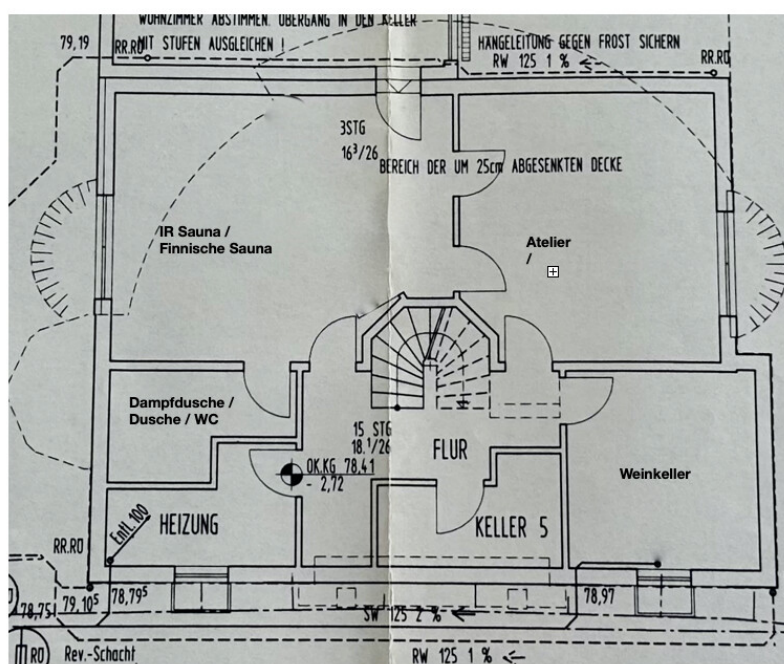 WOHNZIMMER ABSTIMMEN. ÜBERGANG IN DEN KELLER
MIT STUFEN AUSGLEICHEN !
79,19
RR.RO
HÄNGELEITUNG GEGEN FROST SICHERN
RW 125 1 %
RR.RO
3STG
16³/26
BEREICH DER UM 25cm ABGESENKTEN DECKE
IR Sauna /
Finnische Sauna
Atelier
/
Dampfdusche /
Dusche / WC
15 STG
18.¹/26
OK.KG 78,41
- 2,72
FLUR
Weinkeller
HEIZUNG
Entl. 100
KELLER 5
RR.RO
78,75
79,10⁵
78,79⁵
78,97
SW 125 2 %
RO
Rev.-Schacht
RW 125 1 %